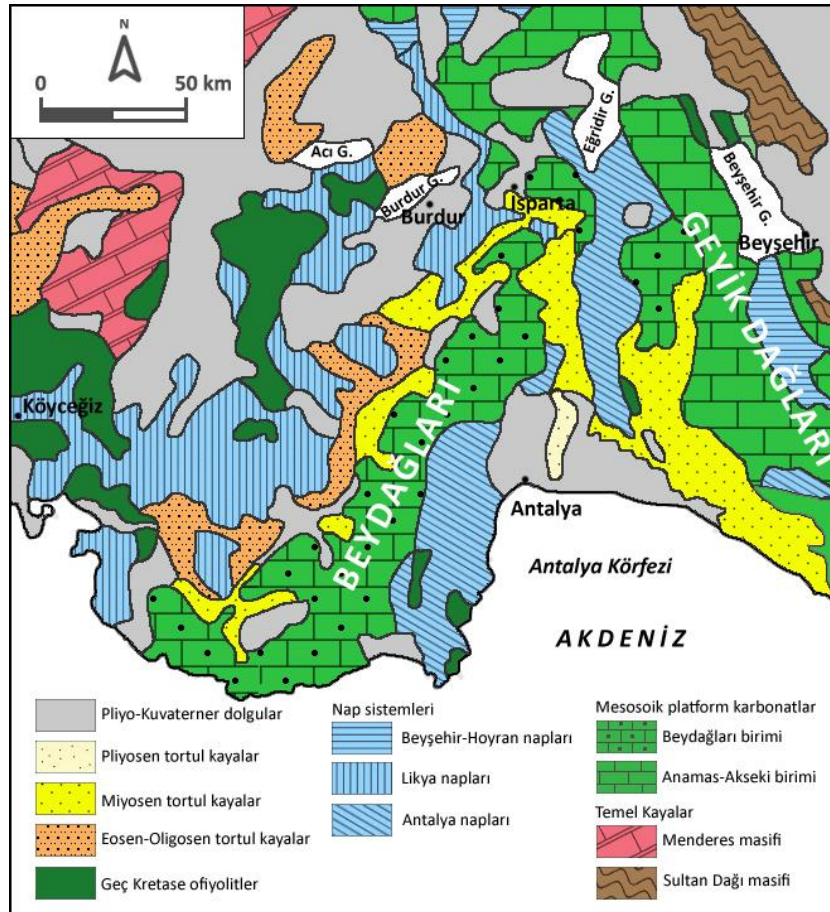 N
0 50 km
Eğridir G.
Acı G.
Burdur G.
Burdur
Isparta
Beyşehir G.
Beyşehir
GEYİK DAĞLARI
Köyceğiz
BEYDAĞLARI
Antalya
Antalya Körfezi
AKDENİZ
Pliyo-Kuvaterner dolgular
Pliyosen tortul kayalar
Miyosen tortul kayalar
Eosen-Oligosen tortul kayalar
Geç Kretase ofiyolitler
Nap sistemleri
Beyşehir-Hoyran napları
Likya napları
Antalya napları
Mesosoik platform karbonatlar
Beydağları birimi
Anamas-Akseki birimi
Temel Kayalar
Menderes masifi
Sultan Dağı masifi